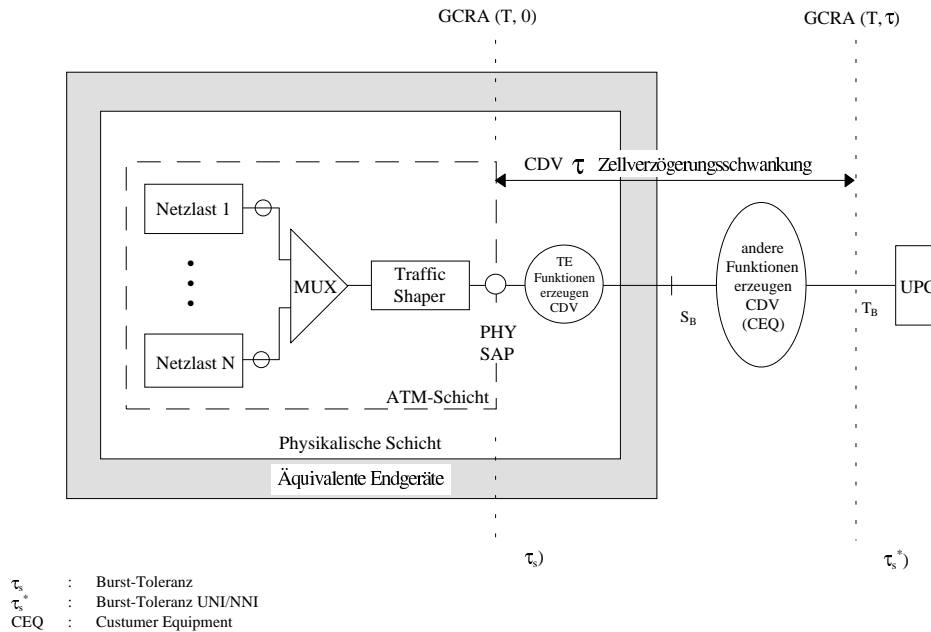 GCRA (T, 0)
GCRA (T, τ)
CDV τ Zellverzögerungsschwankung
Netzlast 1
MUX
Traffic
Shaper
Netzlast N
PHY
SAP
ATM-Schicht
TE
Funktionen
erzeugen
CDV
S_B
andere
Funktionen
erzeugen
CDV
(CEQ)
T_B
UPC
Physikalische Schicht
Äquivalente Endgeräte
τ_s)
τ_s*)
τ_s : Burst-Toleranz
τ_s* : Burst-Toleranz UNI/NNI
CEQ : Custumer Equipment